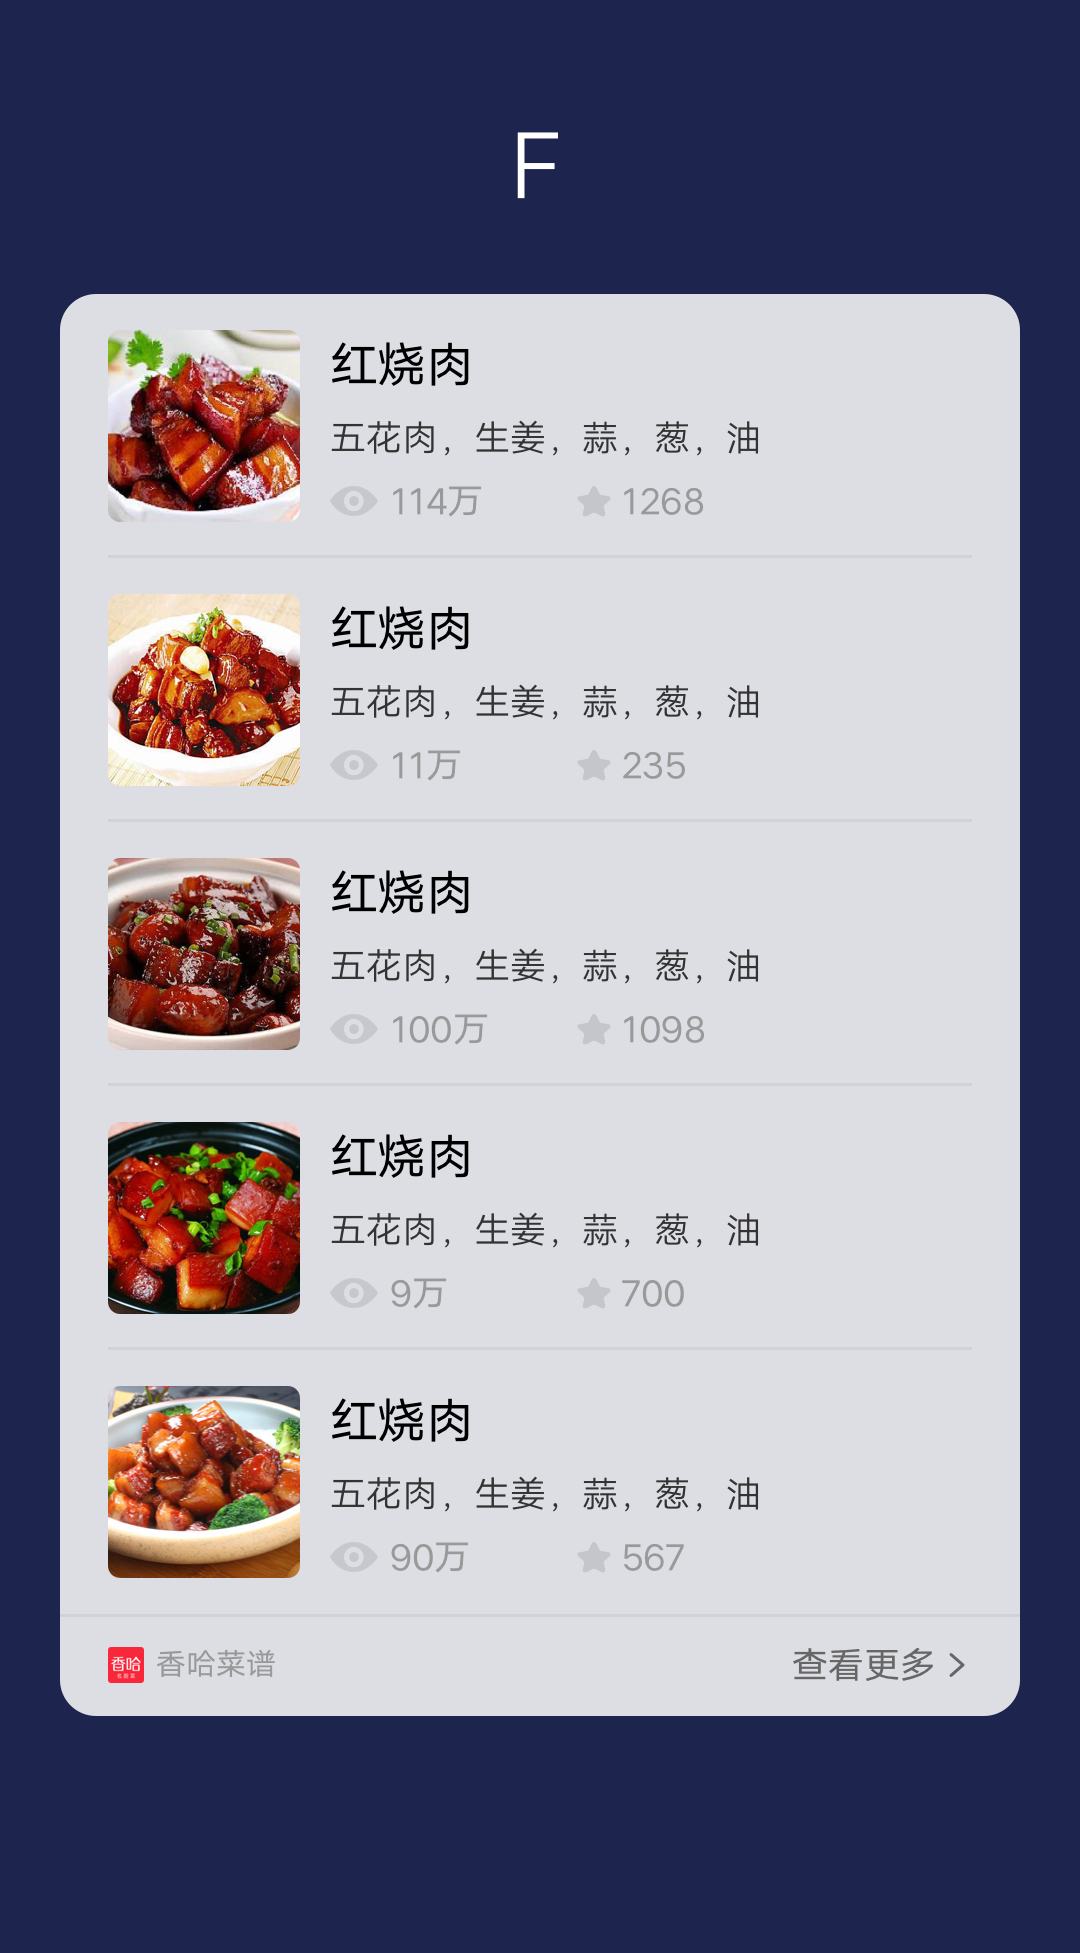 F
红烧肉
五花肉，生姜，蒜，葱，油
114万 1268
红烧肉
五花肉，生姜，蒜，葱，油
11万 235
红烧肉
五花肉，生姜，蒜，葱，油
100万 1098
红烧肉
五花肉，生姜，蒜，葱，油
9万 700
红烧肉
五花肉，生姜，蒜，葱，油
90万 567
香哈 香哈菜谱 查看更多